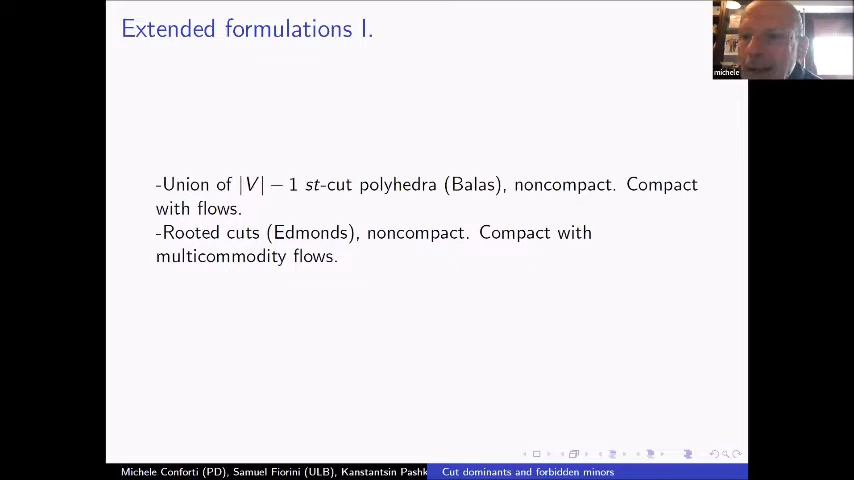 Extended formulations I.
michele
-Union of |V| − 1 st-cut polyhedra (Balas), noncompact. Compact
with flows.
-Rooted cuts (Edmonds), noncompact. Compact with
multicommodity flows.
Michele Conforti (PD), Samuel Fiorini (ULB), Kanstantsin Pashk
Cut dominants and forbidden minors